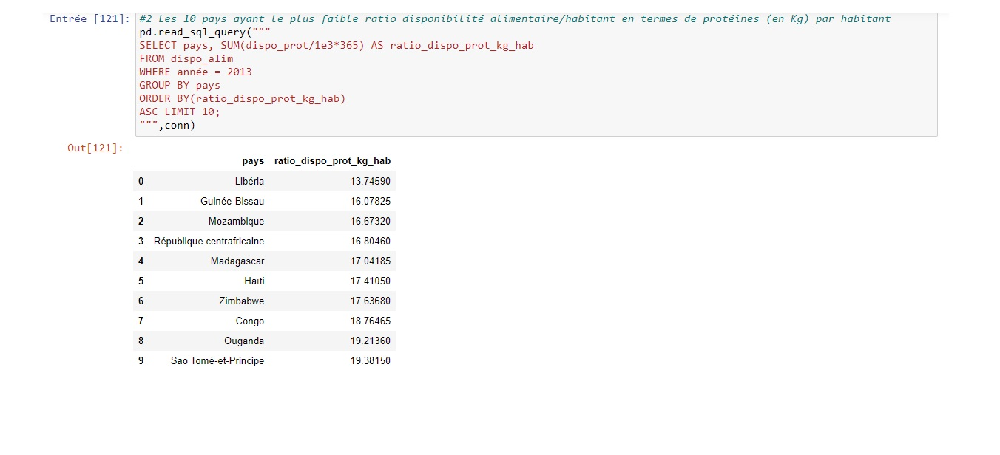 Entrée [121]: #2 Les 10 pays ayant le plus faible ratio disponibilité alimentaire/habitant en termes de protéines (en Kg) par habitant
pd.read_sql_query("""
SELECT pays, SUM(dispo_prot/1e3*365) AS ratio_dispo_prot_kg_hab
FROM dispo_alim
WHERE année = 2013
GROUP BY pays
ORDER BY(ratio_dispo_prot_kg_hab)
ASC LIMIT 10;
""",conn)
Out[121]:
pays ratio_dispo_prot_kg_hab
0 Libéria 13.74590
1 Guinée-Bissau 16.07825
2 Mozambique 16.67320
3 République centrafricaine 16.80460
4 Madagascar 17.04185
5 Haïti 17.41050
6 Zimbabwe 17.63680
7 Congo 18.76465
8 Ouganda 19.21360
9 Sao Tomé-et-Principe 19.38150